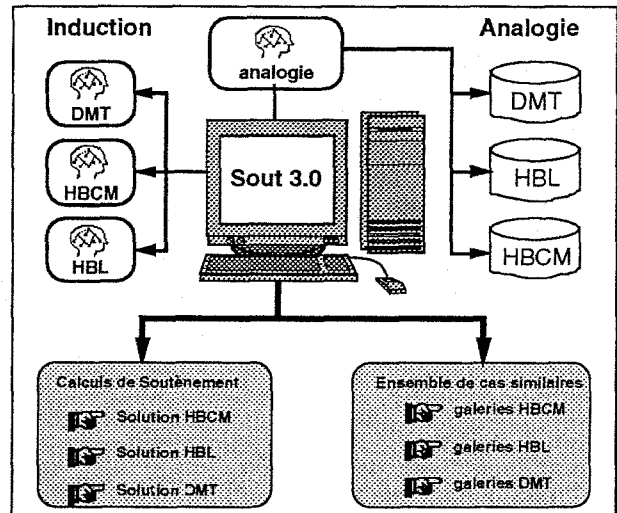 Induction
Analogie
analogie
DMT
HBCM
HBL
Sout 3.0
DMT
HBL
HBCM
Calculs de Soutènement
Solution HBCM
Solution HBL
Solution DMT
Ensemble de cas similaires
galeries HBCM
galeries HBL
galeries DMT